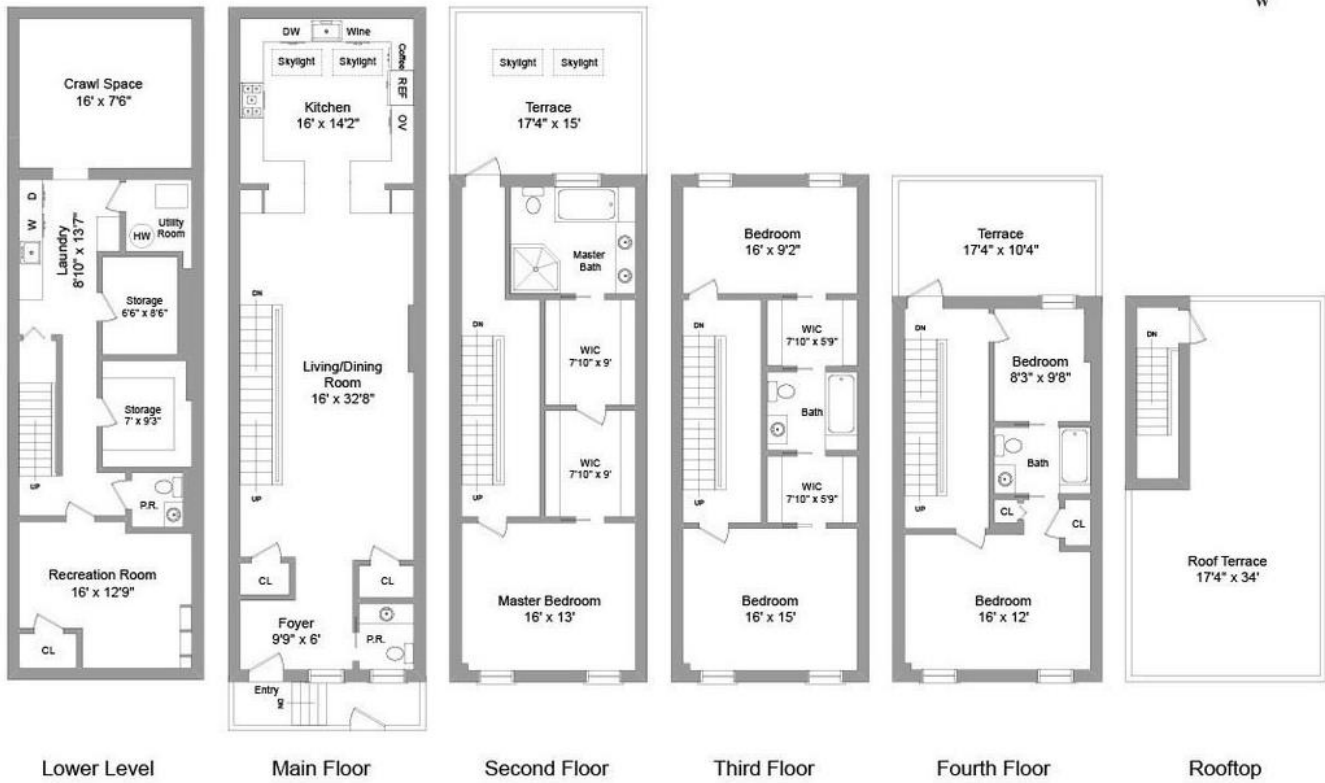 W
Crawl Space
16' x 7'6"
D
W
Laundry
8'10" x 13'7"
HW
Utility
Room
Storage
6'6" x 8'6"
Storage
7' x 9'3"
UP
P.R.
Recreation Room
16' x 12'9"
CL
Lower Level
DW
Wine
Skylight
Skylight
Coffee
REF
OV
Kitchen
16' x 14'2"
DN
Living/Dining
Room
16' x 32'8"
UP
CL
CL
Foyer
9'9" x 6'
P.R.
Entry
DN
Main Floor
Skylight
Skylight
Terrace
17'4" x 15'
Master
Bath
DN
WIC
7'10" x 9'
WIC
7'10" x 9'
UP
Master Bedroom
16' x 13'
Second Floor
Bedroom
16' x 9'2"
DN
WIC
7'10" x 5'9"
Bath
WIC
7'10" x 5'9"
UP
Bedroom
16' x 15'
Third Floor
Terrace
17'4" x 10'4"
DN
Bedroom
8'3" x 9'8"
Bath
UP
CL
CL
Bedroom
16' x 12'
Fourth Floor
DN
Roof Terrace
17'4" x 34'
Rooftop